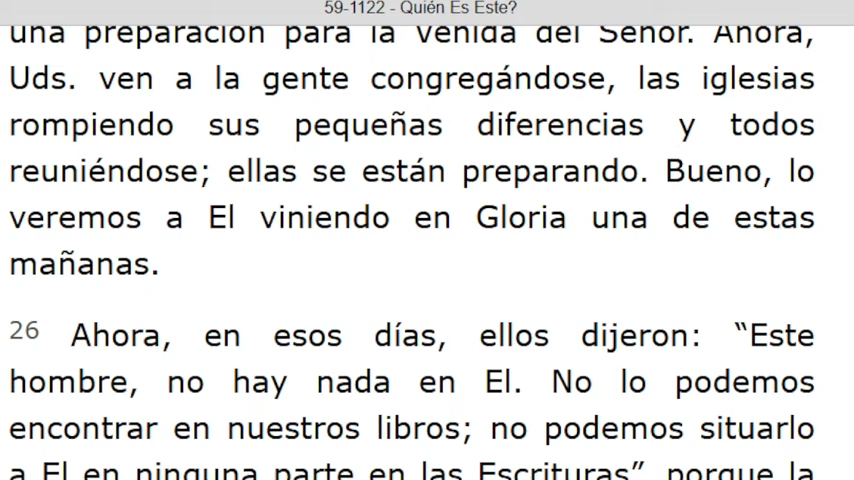 59-1122 - Quién Es Este?
una preparación para la venida del Señor. Ahora,
Uds. ven a la gente congregándose, las iglesias
rompiendo sus pequeñas diferencias y todos
reuniéndose; ellas se están preparando. Bueno, lo
veremos a El viniendo en Gloria una de estas
mañanas.
26 Ahora, en esos días, ellos dijeron: “Este
hombre, no hay nada en El. No lo podemos
encontrar en nuestros libros; no podemos situarlo
a El en ninguna parte en las Escrituras”, porque la